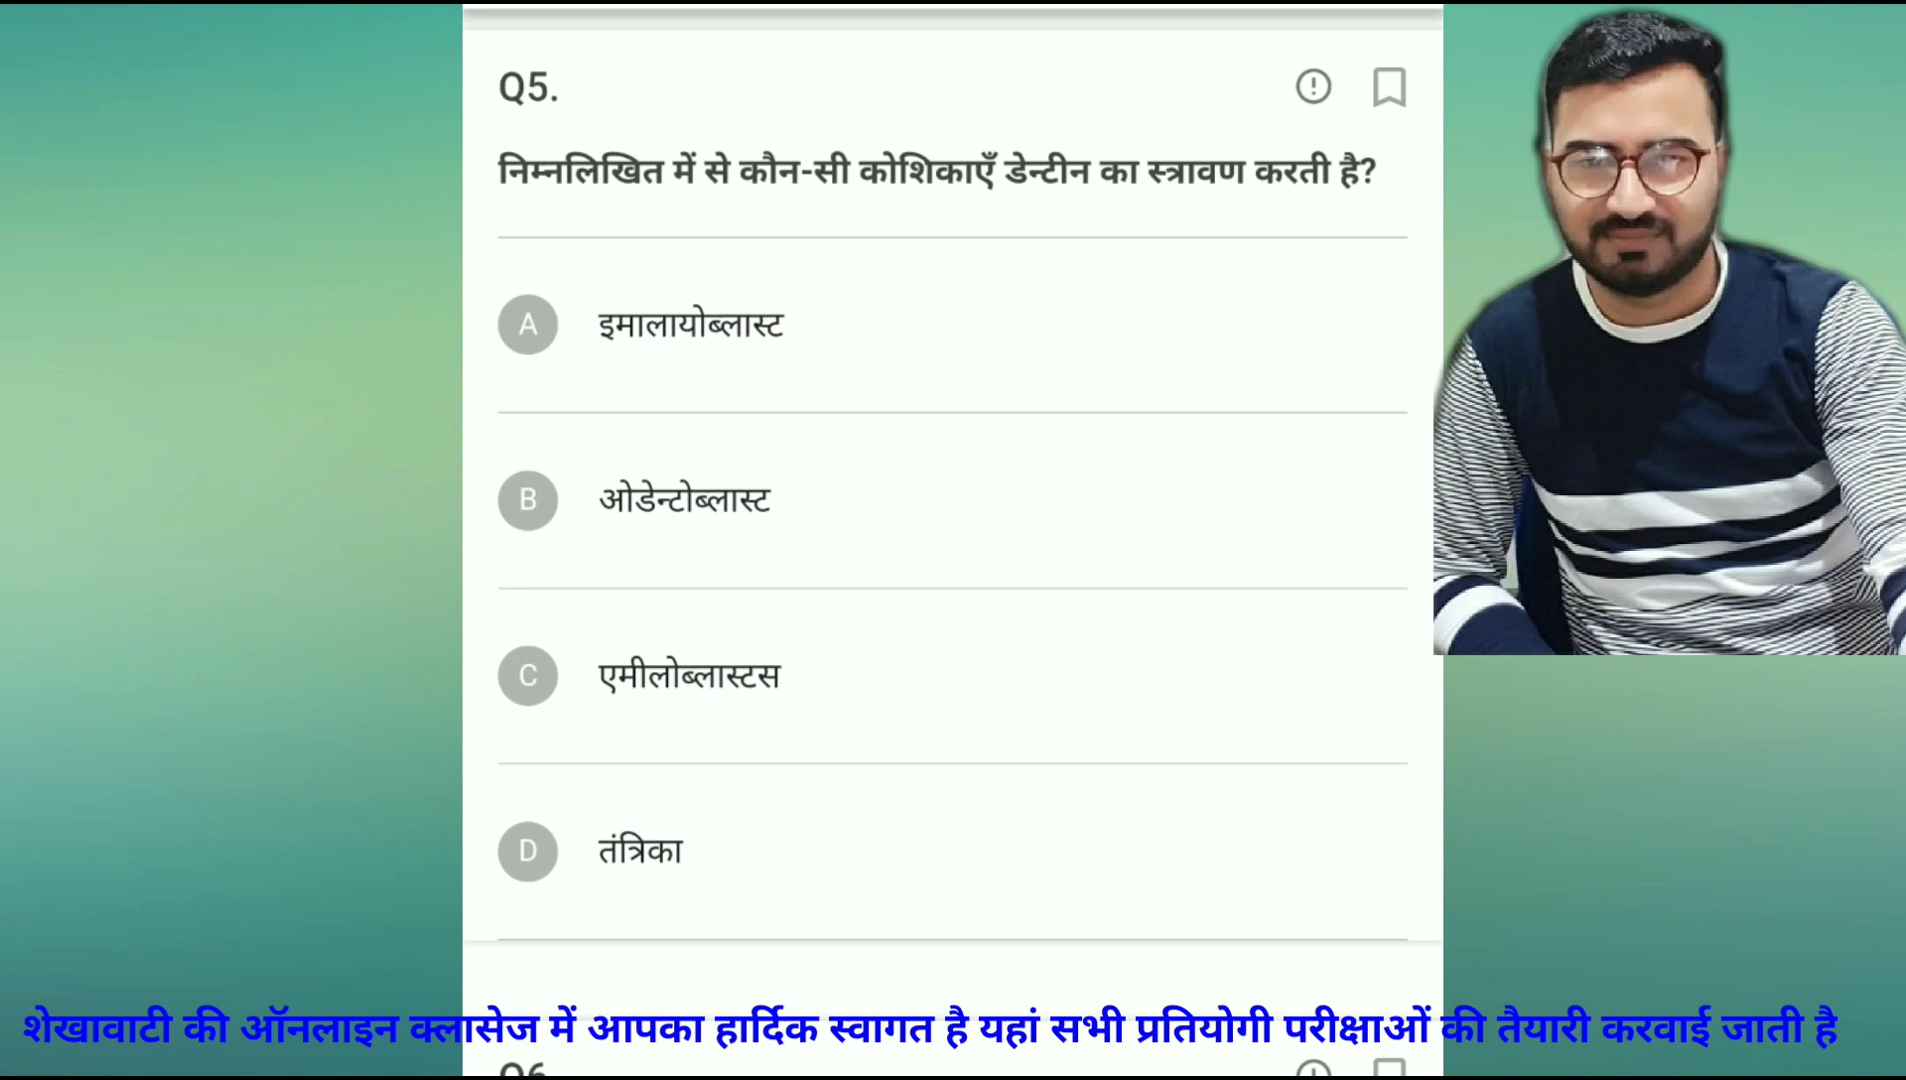 Q5.
निम्नलिखित में से कौन-सी कोशिकाएँ डेन्टीन का स्त्रावण करती है?
A इमालायोब्लास्ट
B ओडेन्टोब्लास्ट
C एमीलोब्लास्टस
D तंत्रिका
शेखावाटी की ऑनलाइन क्लासेज में आपका हार्दिक स्वागत है यहां सभी प्रतियोगी परीक्षाओं की तैयारी करवाई जाती है